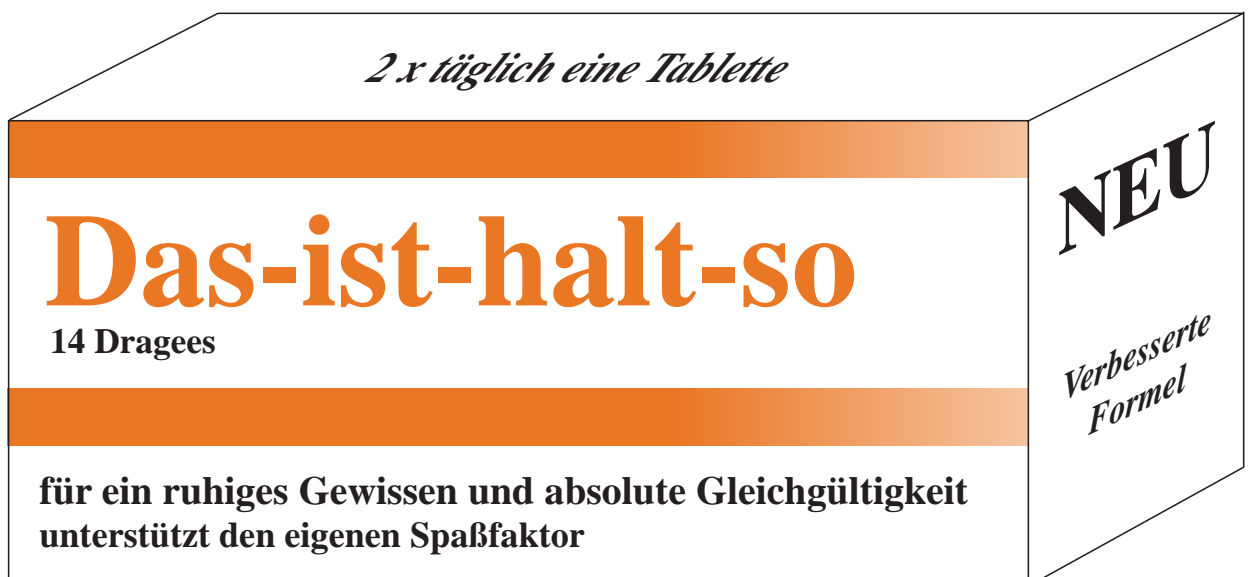 2 x täglich eine Tablette
Das-ist-halt-so
14 Dragees
für ein ruhiges Gewissen und absolute Gleichgültigkeit
unterstützt den eigenen Spaßfaktor
NEU
Verbesserte
Formel